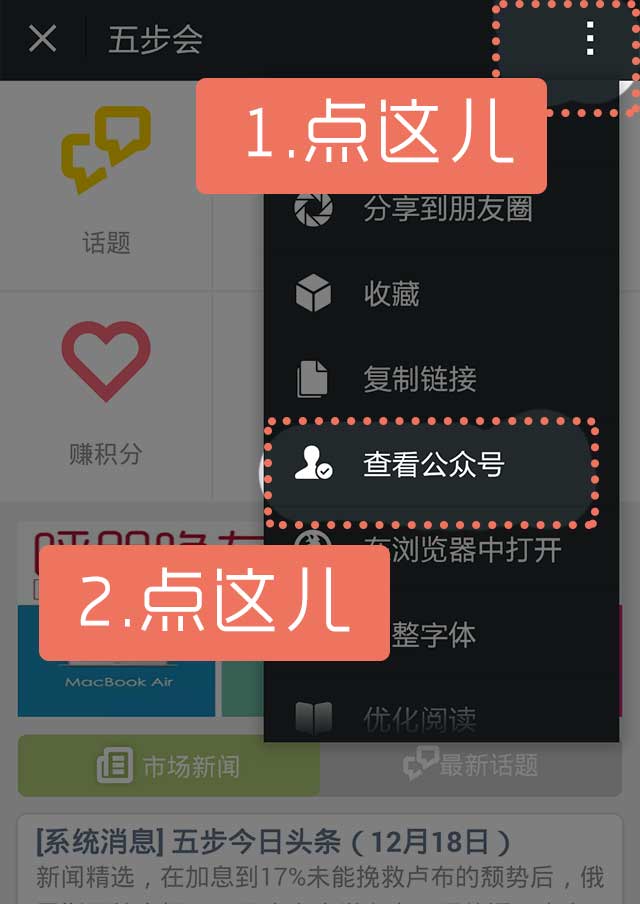 五步会
1.点这儿
话题
分享到朋友圈
收藏
复制链接
赚积分
查看公众号
在浏览器中打开
2.点这儿
整字体
MacBook Air
优化阅读
市场新闻
最新话题
[系统消息] 五步今日头条（12月18日）
新闻精选，在加息到17%未能挽救卢布的颓势后，俄